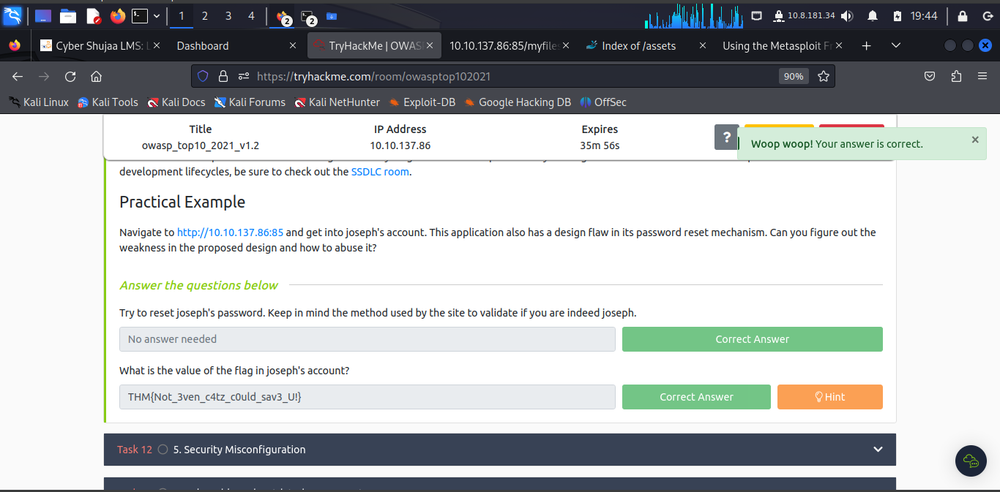 1 2 3 4 2 2 10.8.181.34 19:44
Cyber Shujaa LMS: L Dashboard TryHackMe | OWAS 10.10.137.86:85/myfile Index of /assets Using the Metasploit Fr
https://tryhackme.com/room/owasptop102021 90%
Kali Linux Kali Tools Kali Docs Kali Forums Kali NetHunter Exploit-DB Google Hacking DB OffSec
Title IP Address Expires
owasp_top10_2021_v1.2 10.10.137.86 35m 56s
?
Woop woop! Your answer is correct.
development lifecycles, be sure to check out the SSDLC room.
Practical Example
Navigate to http://10.10.137.86:85 and get into joseph's account. This application also has a design flaw in its password reset mechanism. Can you figure out the
weakness in the proposed design and how to abuse it?
Answer the questions below
Try to reset joseph's password. Keep in mind the method used by the site to validate if you are indeed joseph.
No answer needed Correct Answer
What is the value of the flag in joseph's account?
THM{Not_3ven_c4tz_c0uld_sav3_U!} Correct Answer Hint
Task 12 5. Security Misconfiguration